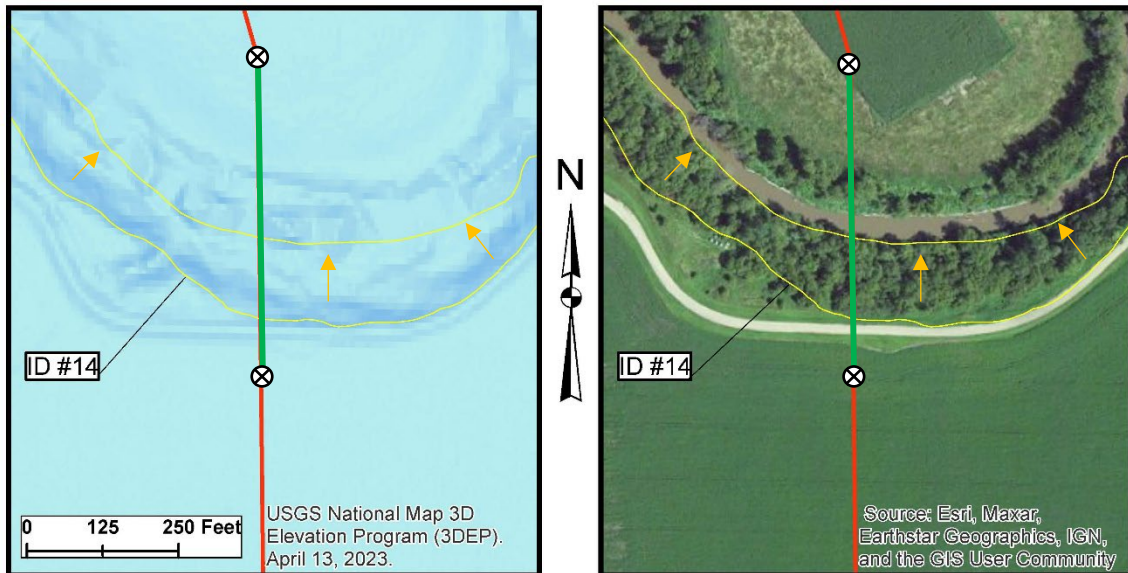 ID #14
0 125 250 Feet
USGS National Map 3D
Elevation Program (3DEP).
April 13, 2023.
N
ID #14
Source: Esri, Maxar,
Earthstar Geographics, IGN,
and the GIS User Community